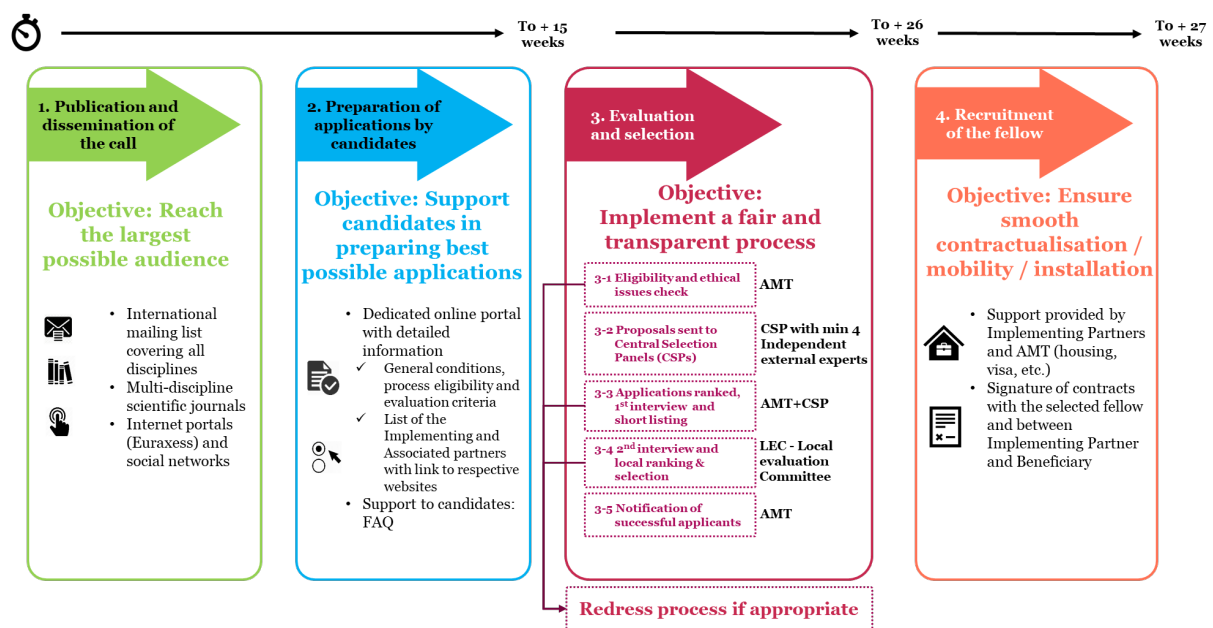 To + 15
weeks
To + 26
weeks
To + 27
weeks
1. Publication and
dissemination of
the call
Objective: Reach
the largest
possible audience
• International
mailing list
covering all
disciplines
• Multi-discipline
scientific journals
• Internet portals
(Euraxess) and
social networks
2. Preparation of
applications by
candidates
Objective: Support
candidates in
preparing best
possible applications
• Dedicated online portal
with detailed
information
✓ General conditions,
process eligibility and
evaluation criteria
✓ List of the
Implementing and
Associated partners
with link to respective
websites
• Support to candidates:
FAQ
3. Evaluation
and selection
Objective:
Implement a fair and
transparent process
3-1 Eligibility and ethical
issues check
AMT
3-2 Proposals sent to
Central Selection
Panels (CSPs)
CSP with min 4
Independent
external experts
3-3 Applications ranked,
1st interview and
short listing
AMT+CSP
3-4 2nd interview and
local ranking &
selection
LEC - Local
evaluation
Committee
3-5 Notification of
successful applicants
AMT
Redress process if appropriate
4. Recruitment
of the fellow
Objective: Ensure
smooth
contractualisation /
mobility / installation
• Support provided by
Implementing Partners
and AMT (housing,
visa, etc.)
• Signature of contracts
with the selected fellow
and between
Implementing Partner
and Beneficiary